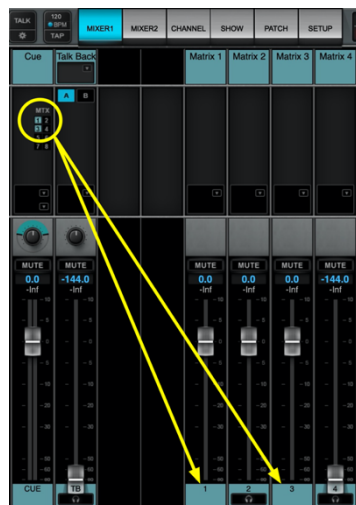 TALK
120
BPM
TAP
MIXER1
MIXER2
CHANNEL
SHOW
PATCH
SETUP
Cue
Talk Back
Matrix 1
Matrix 2
Matrix 3
Matrix 4
A B
MTX
1 2
3 4
5 6
7 8
MUTE MUTE MUTE MUTE MUTE MUTE
0.0 -144.0 0.0 0.0 0.0 -144.0
-Inf -Inf -Inf -Inf -Inf -Inf
CUE TB 1 2 3 4